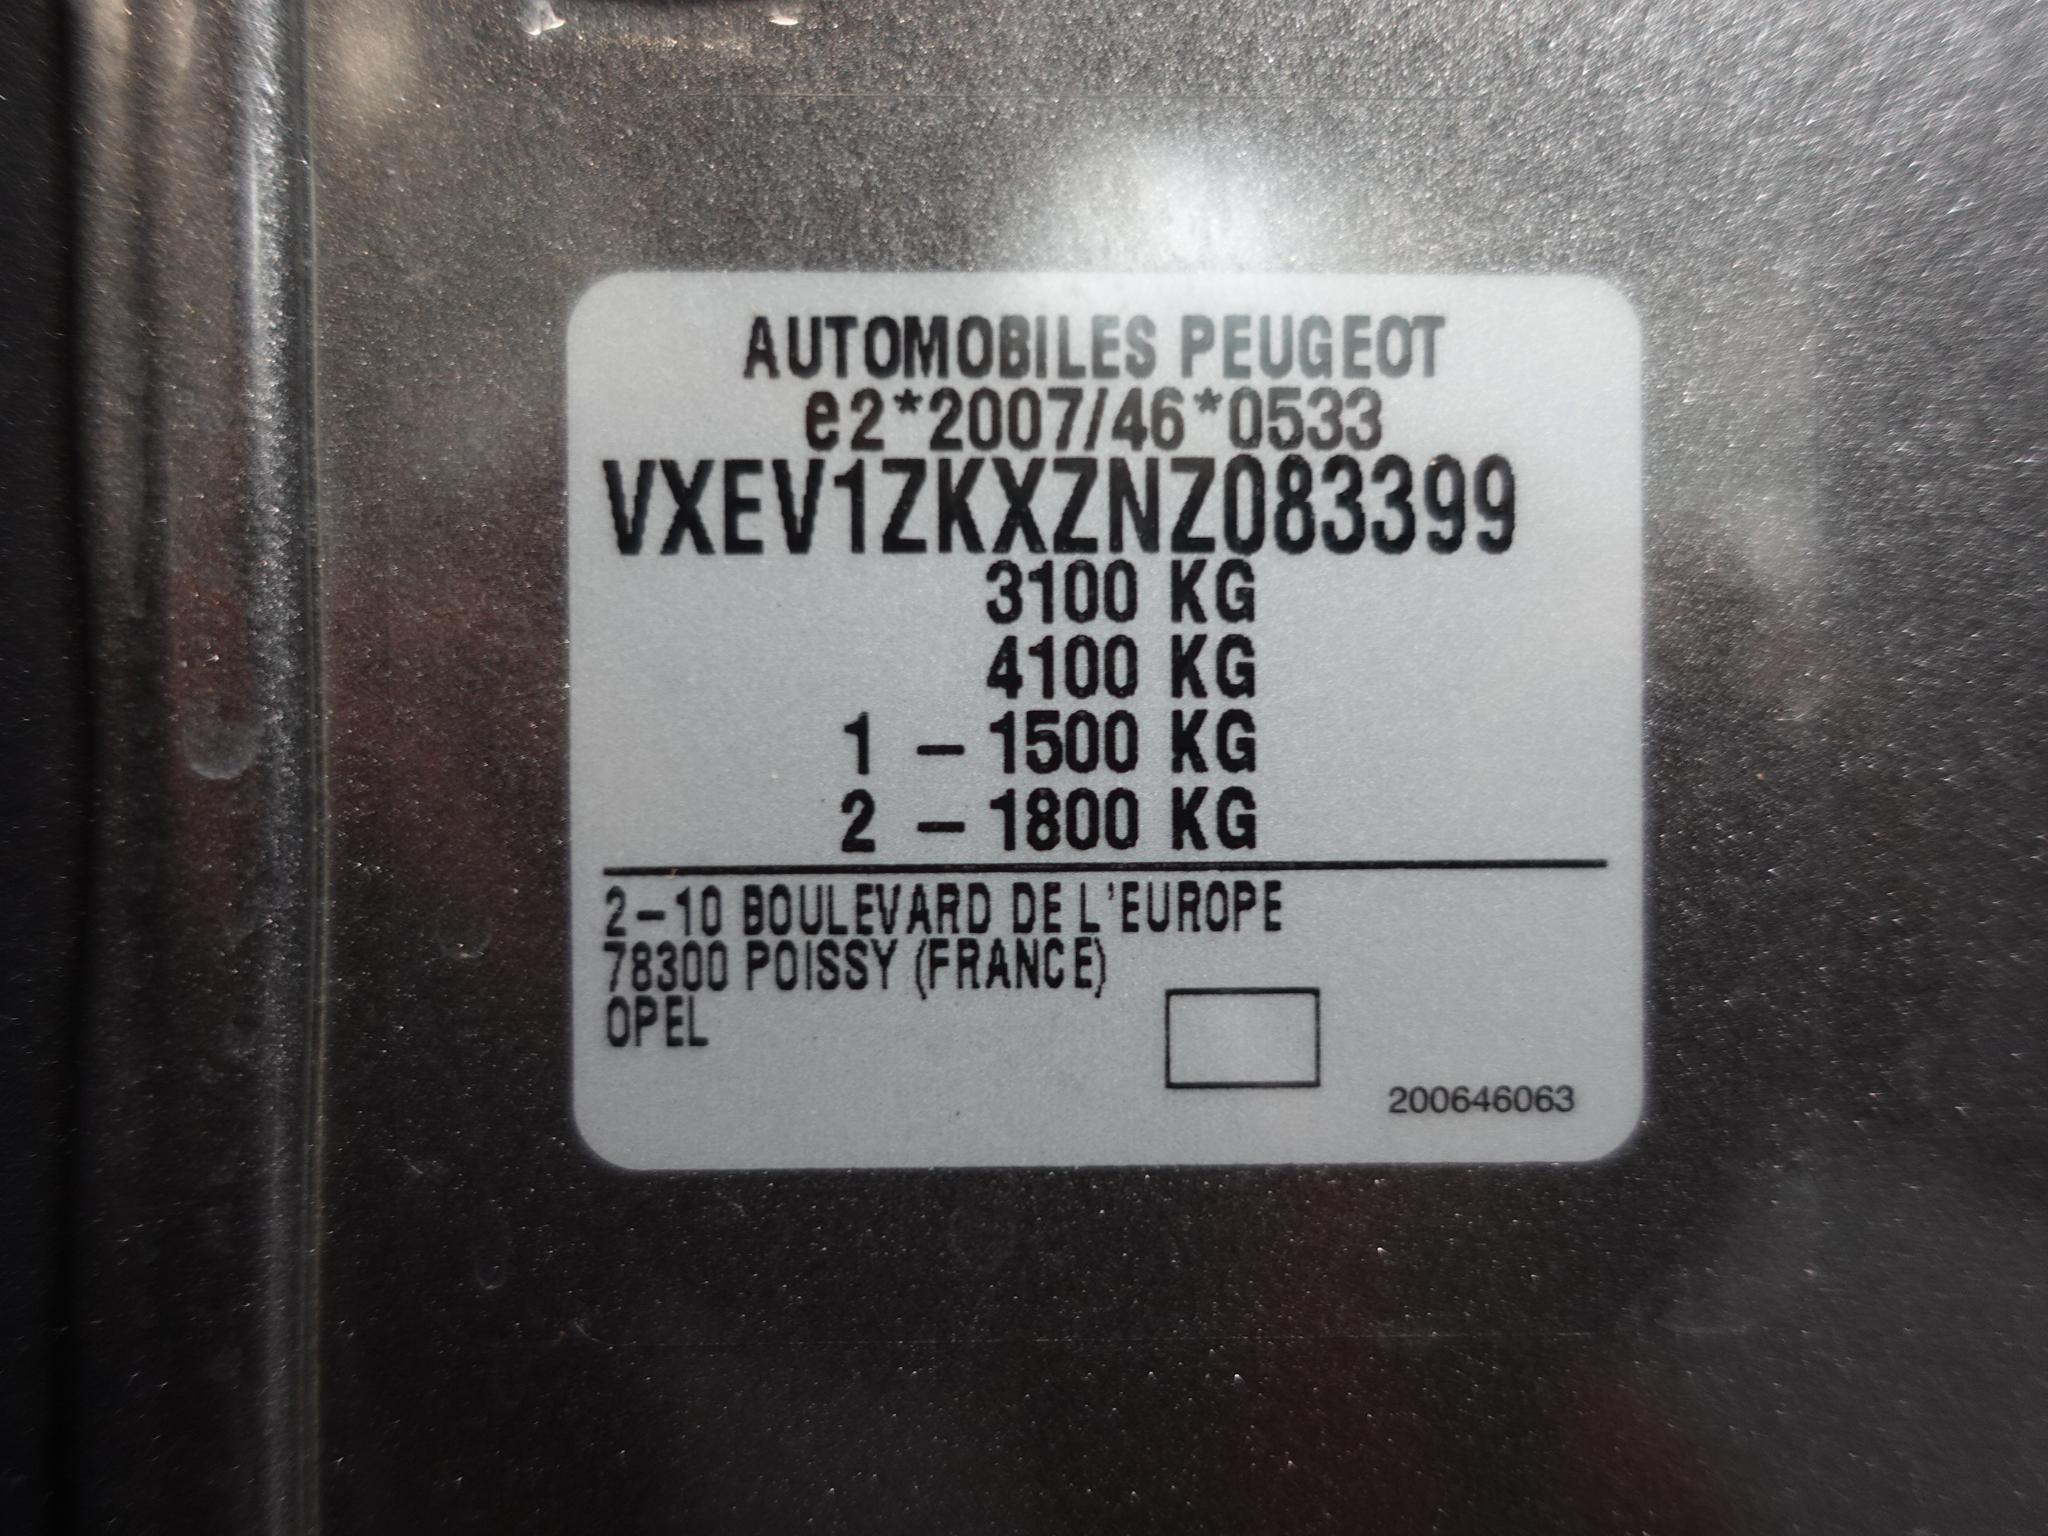 AUTOMOBILES PEUGEOT
e2*2007/46*0533
VXEV1ZKXZNZ083399
3100 KG
4100 KG
1 – 1500 KG
2 – 1800 KG
2–10 BOULEVARD DE L'EUROPE
78300 POISSY (FRANCE)
OPEL
200646063